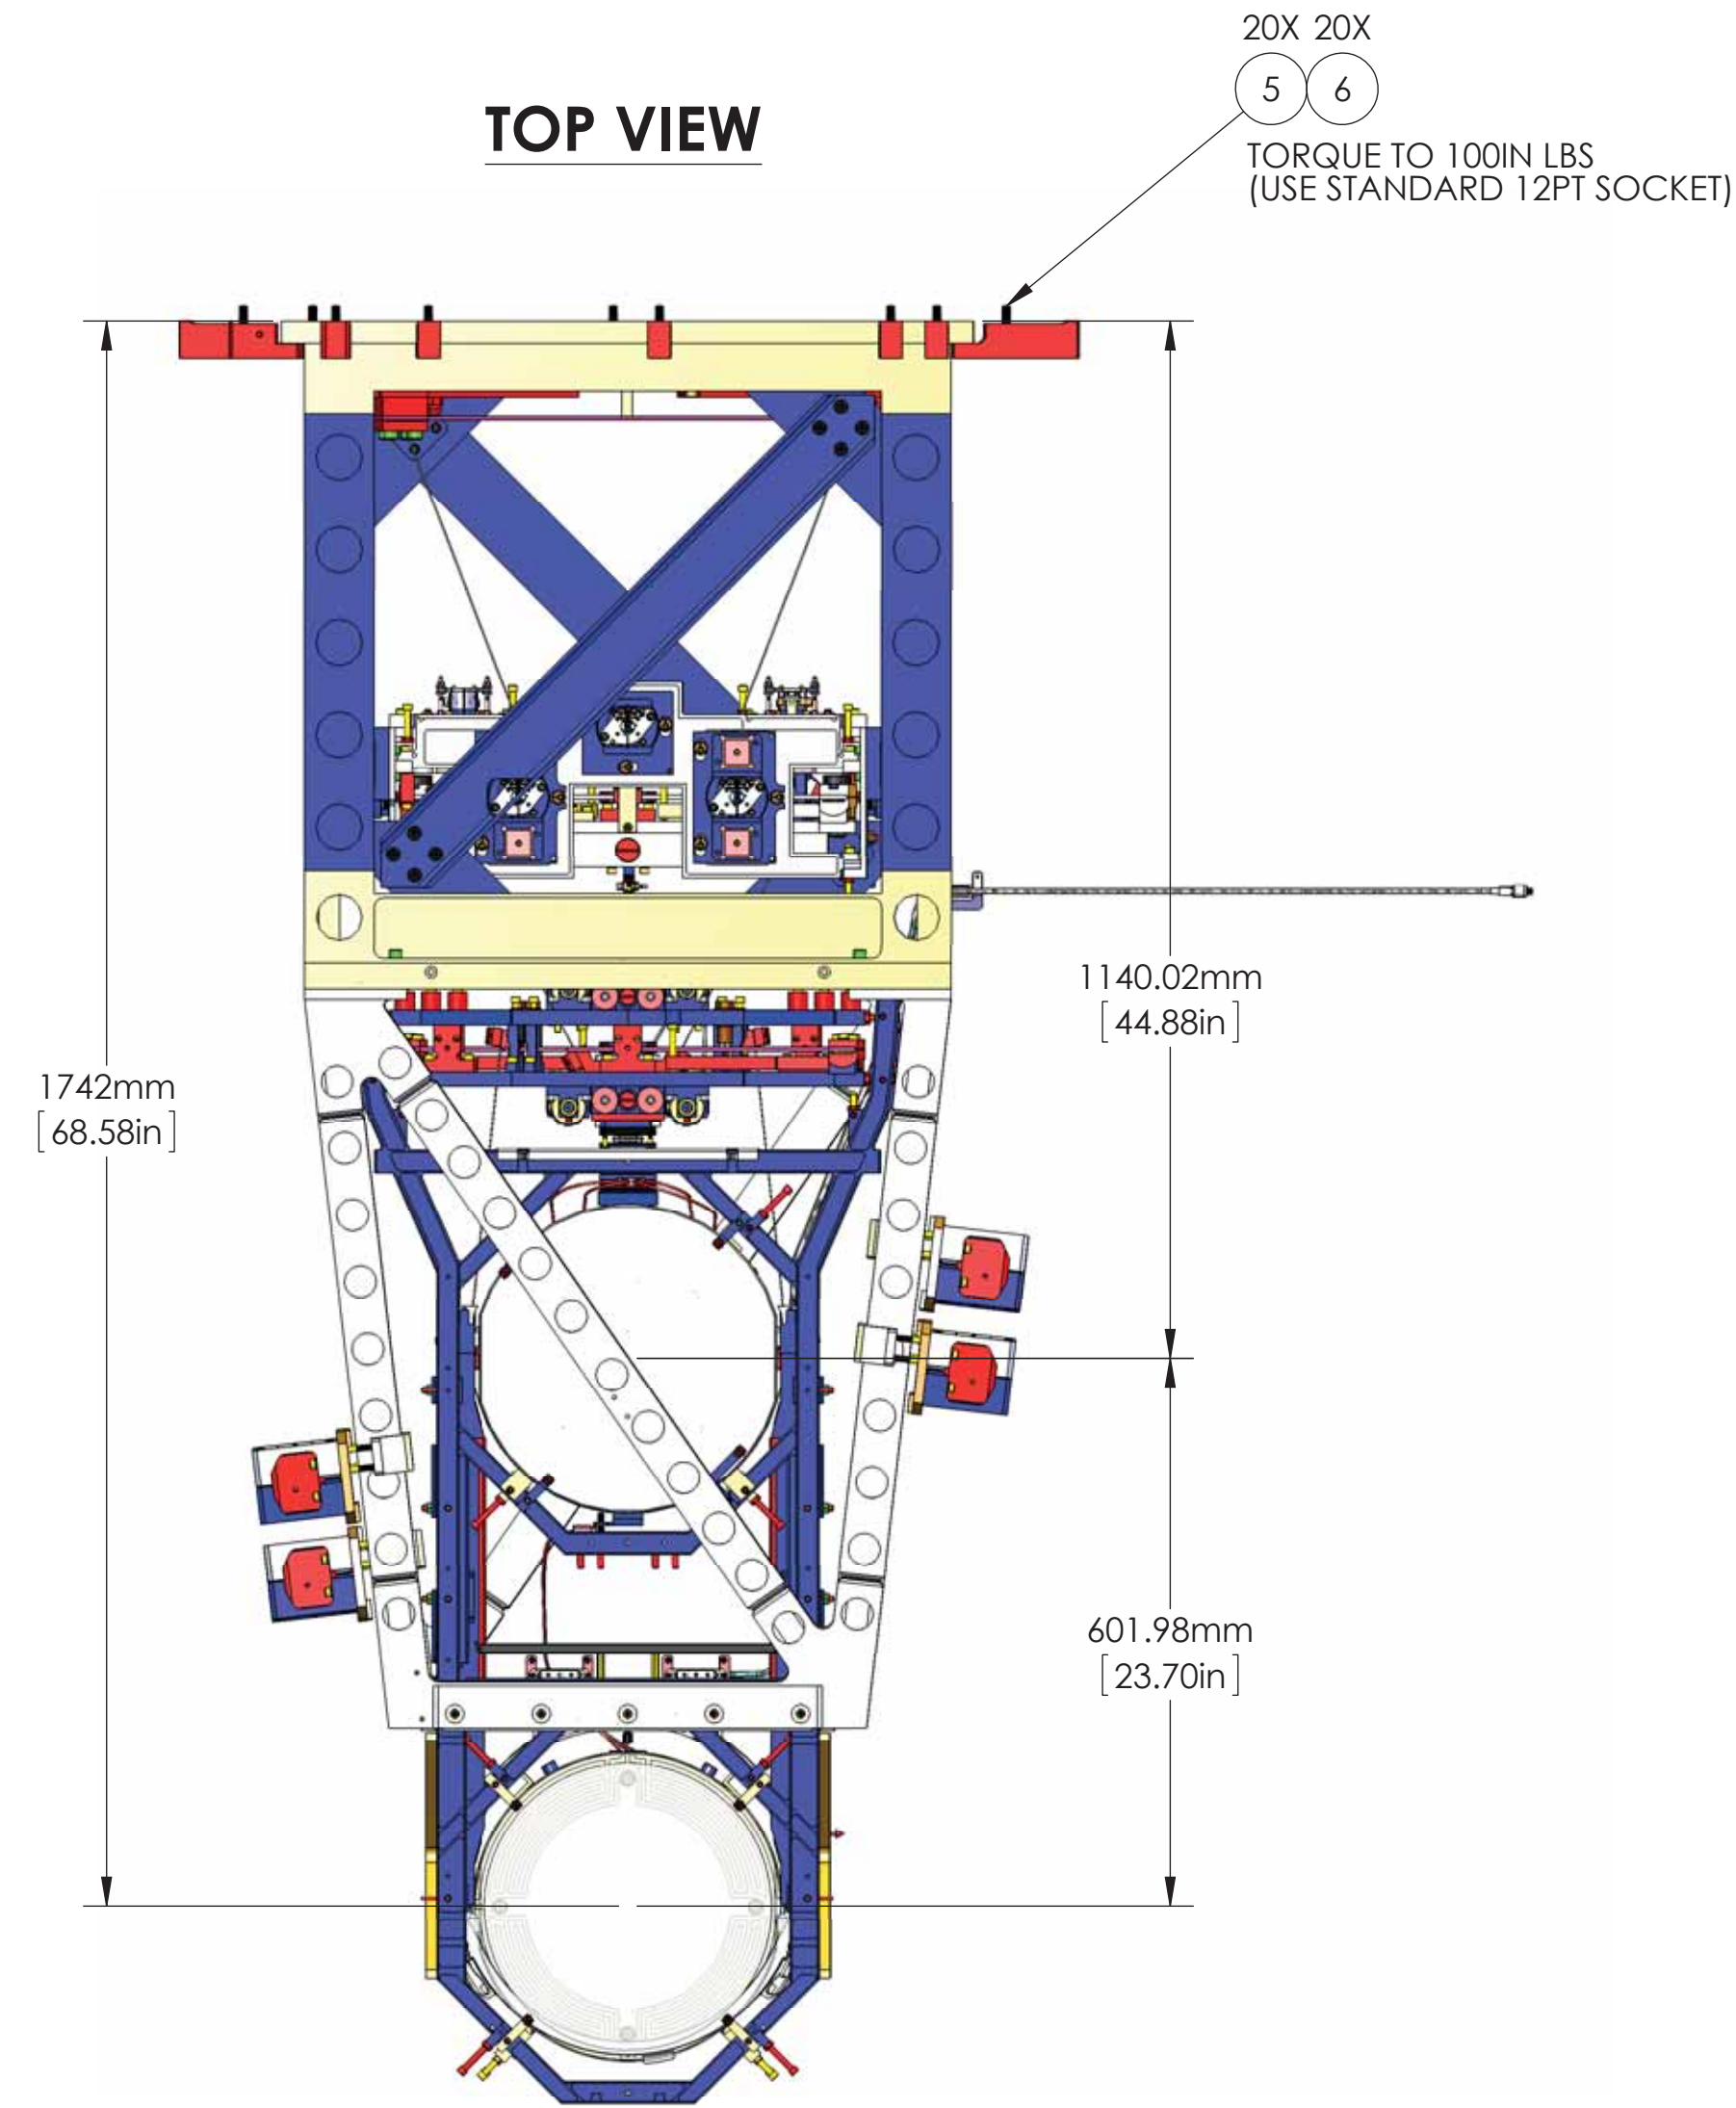 20X 20X
5 6
TORQUE TO 100IN LBS
(USE STANDARD 12PT SOCKET)
TOP VIEW
1140.02mm
[44.88in]
1742mm
[68.58in]
601.98mm
[23.70in]